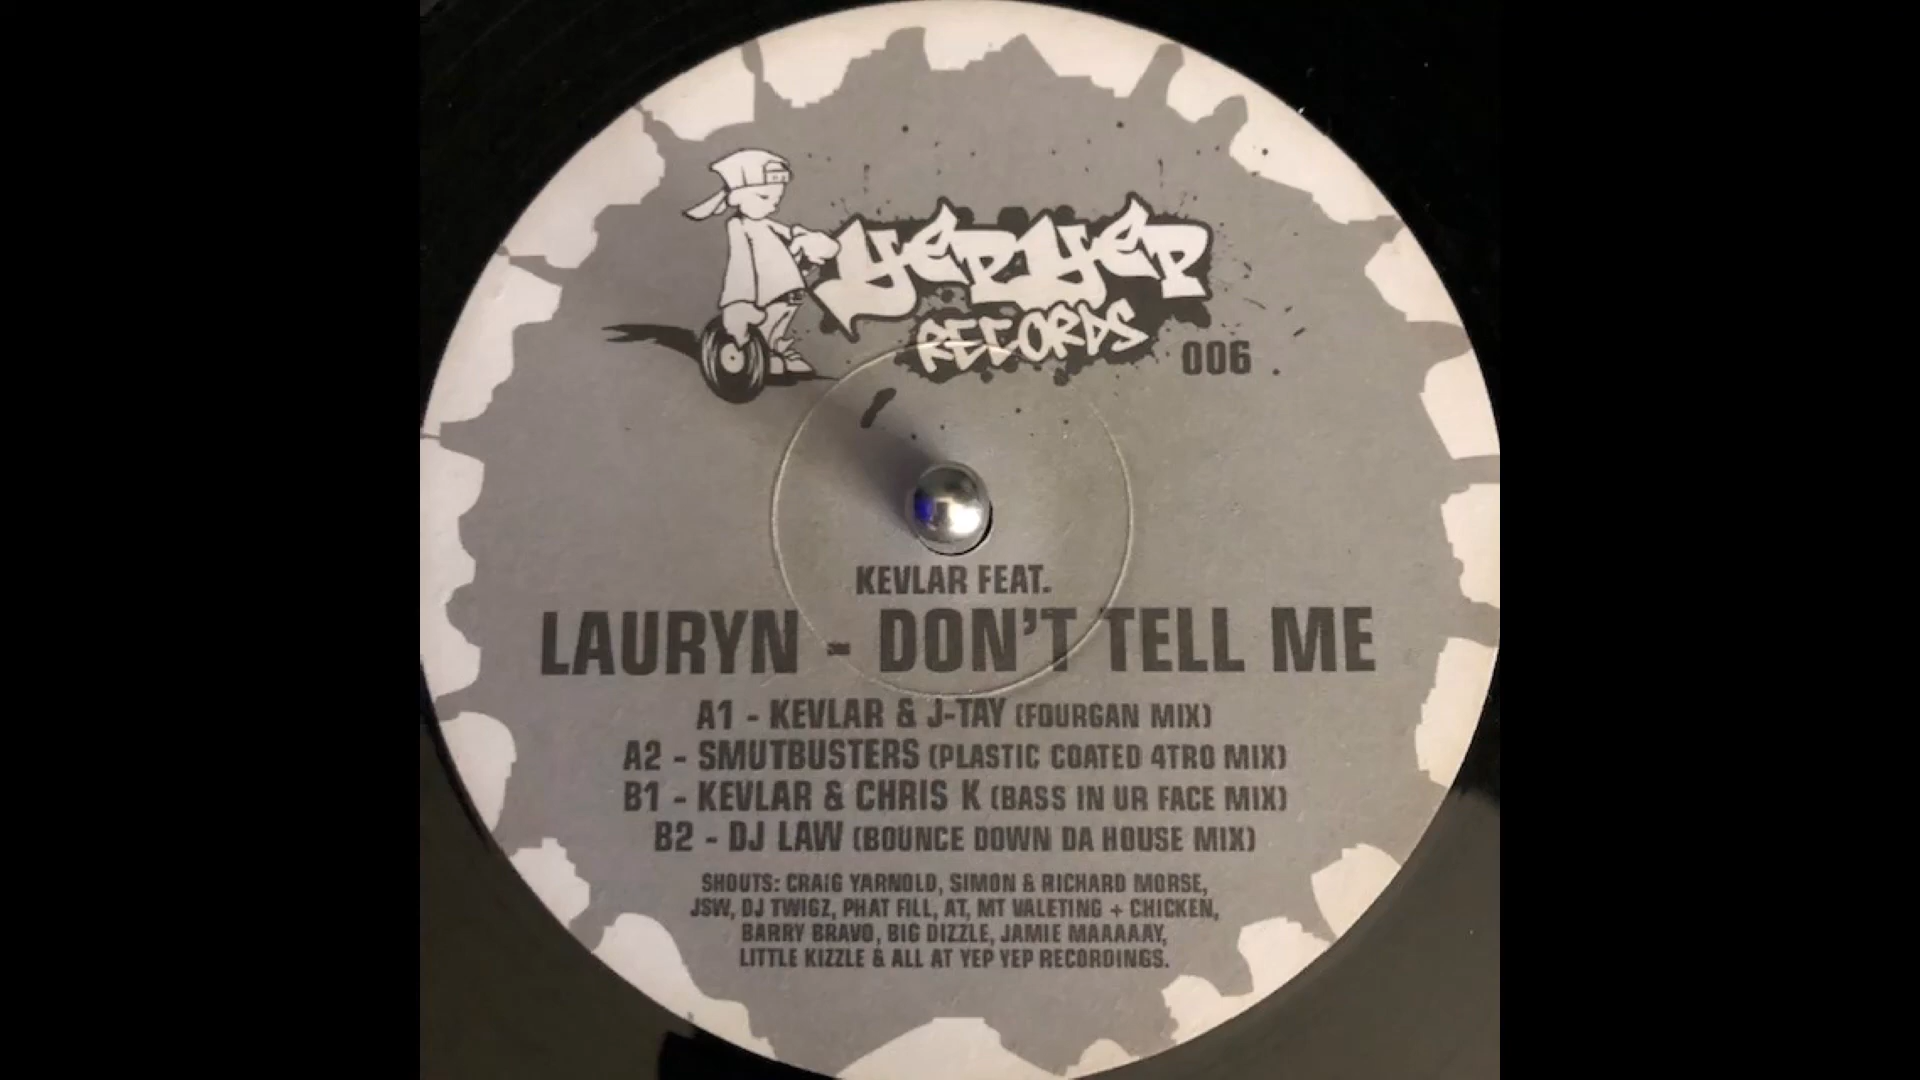 YEP YEP
RECORDS
006
KEVLAR FEAT.
LAURYN - DON'T TELL ME
A1 - KEVLAR & J-TAY (FOURGAN MIX)
A2 - SMUTBUSTERS (PLASTIC COATED 4TRO MIX)
B1 - KEVLAR & CHRIS K (BASS IN UR FACE MIX)
B2 - DJ LAW (BOUNCE DOWN DA HOUSE MIX)
SHOUTS: CRAIG YARNOLD, SIMON & RICHARD MORSE,
JSW, DJ TWIGZ, PHAT FILL, AT, MT VALETING + CHICKEN,
BARRY BRAVO, BIG DIZZLE, JAMIE MAAAAAY,
LITTLE KIZZLE & ALL AT YEP YEP RECORDINGS.